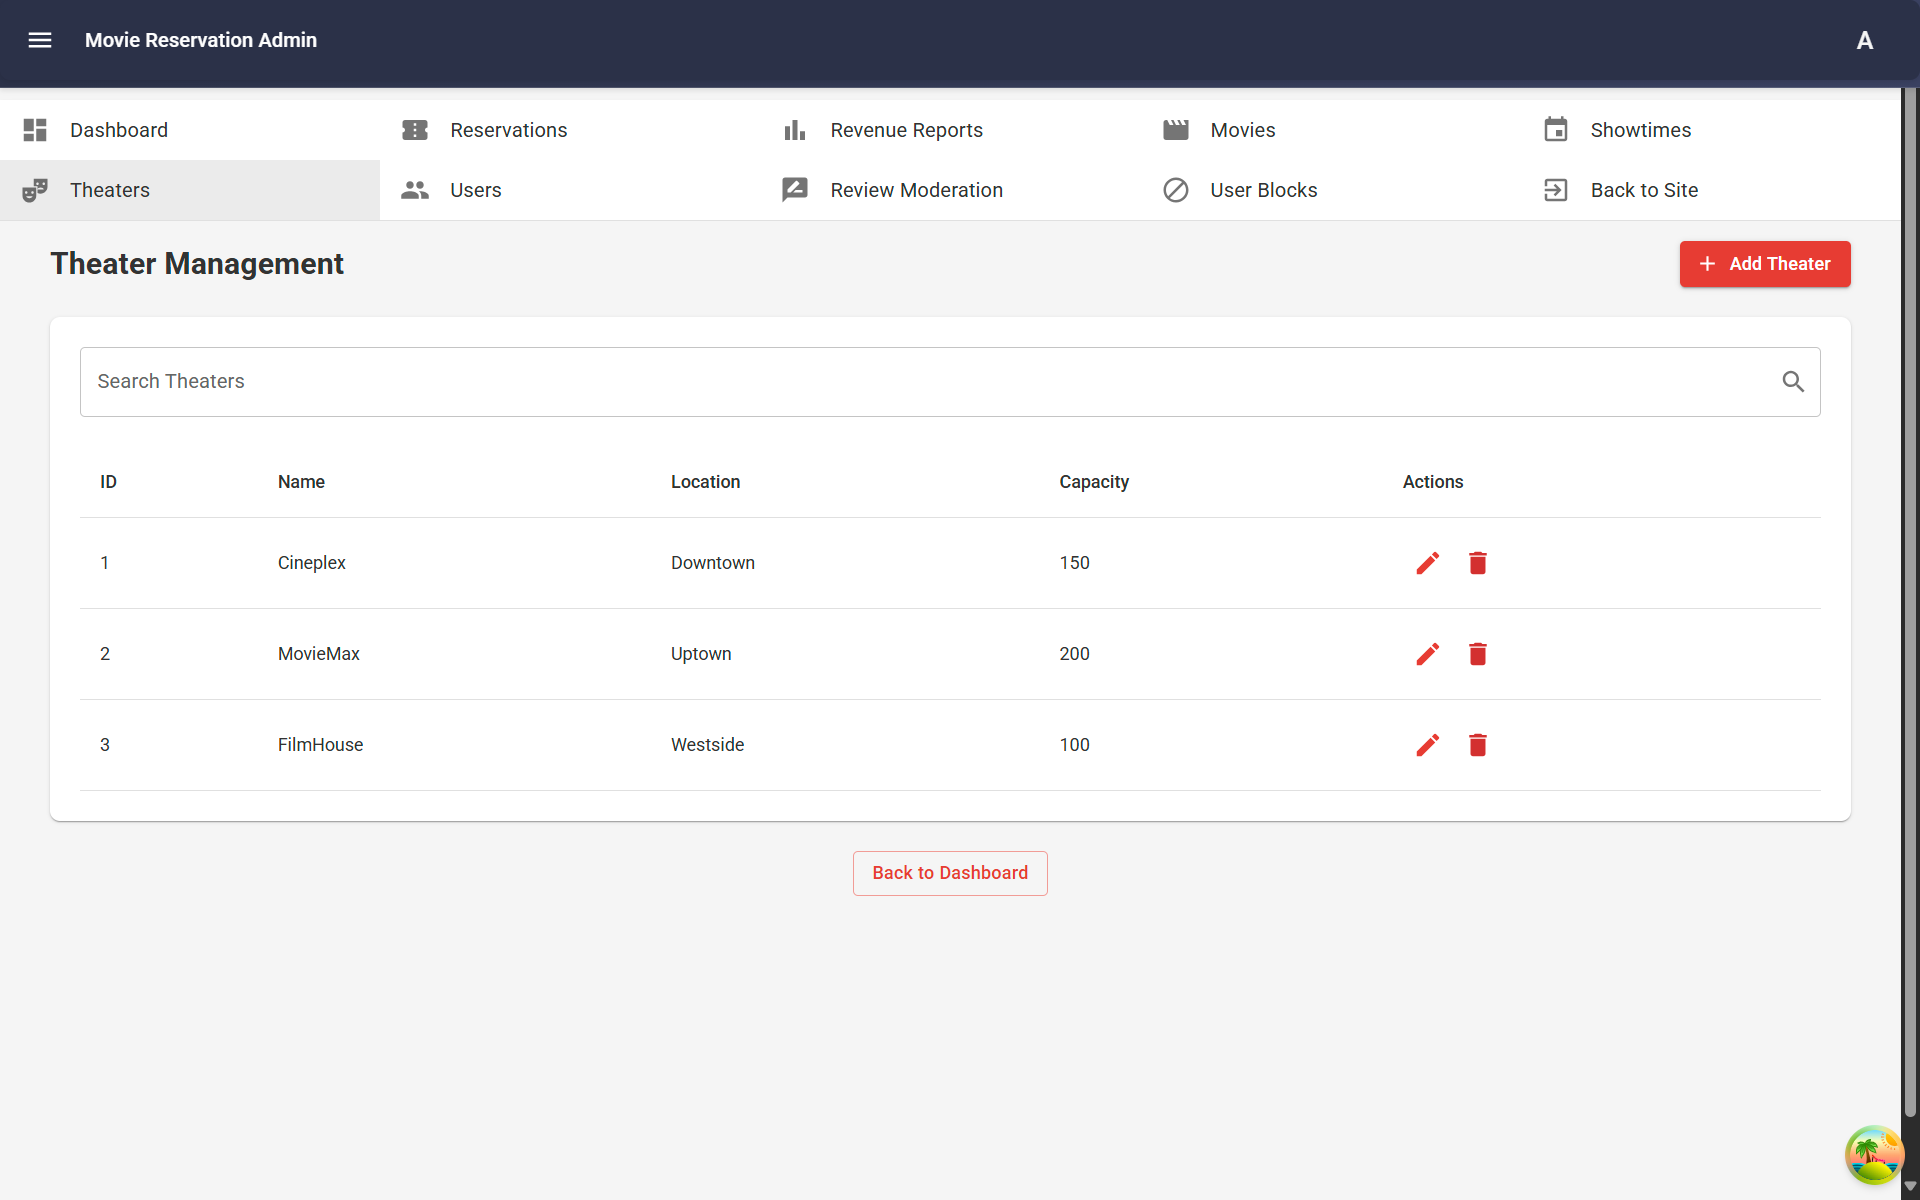 Movie Reservation Admin
A
Dashboard
Reservations
Revenue Reports
Movies
Showtimes
Theaters
Users
Review Moderation
User Blocks
Back to Site
Theater Management
Add Theater
Search Theaters
ID Name Location Capacity Actions
1 Cineplex Downtown 150
2 MovieMax Uptown 200
3 FilmHouse Westside 100
Back to Dashboard